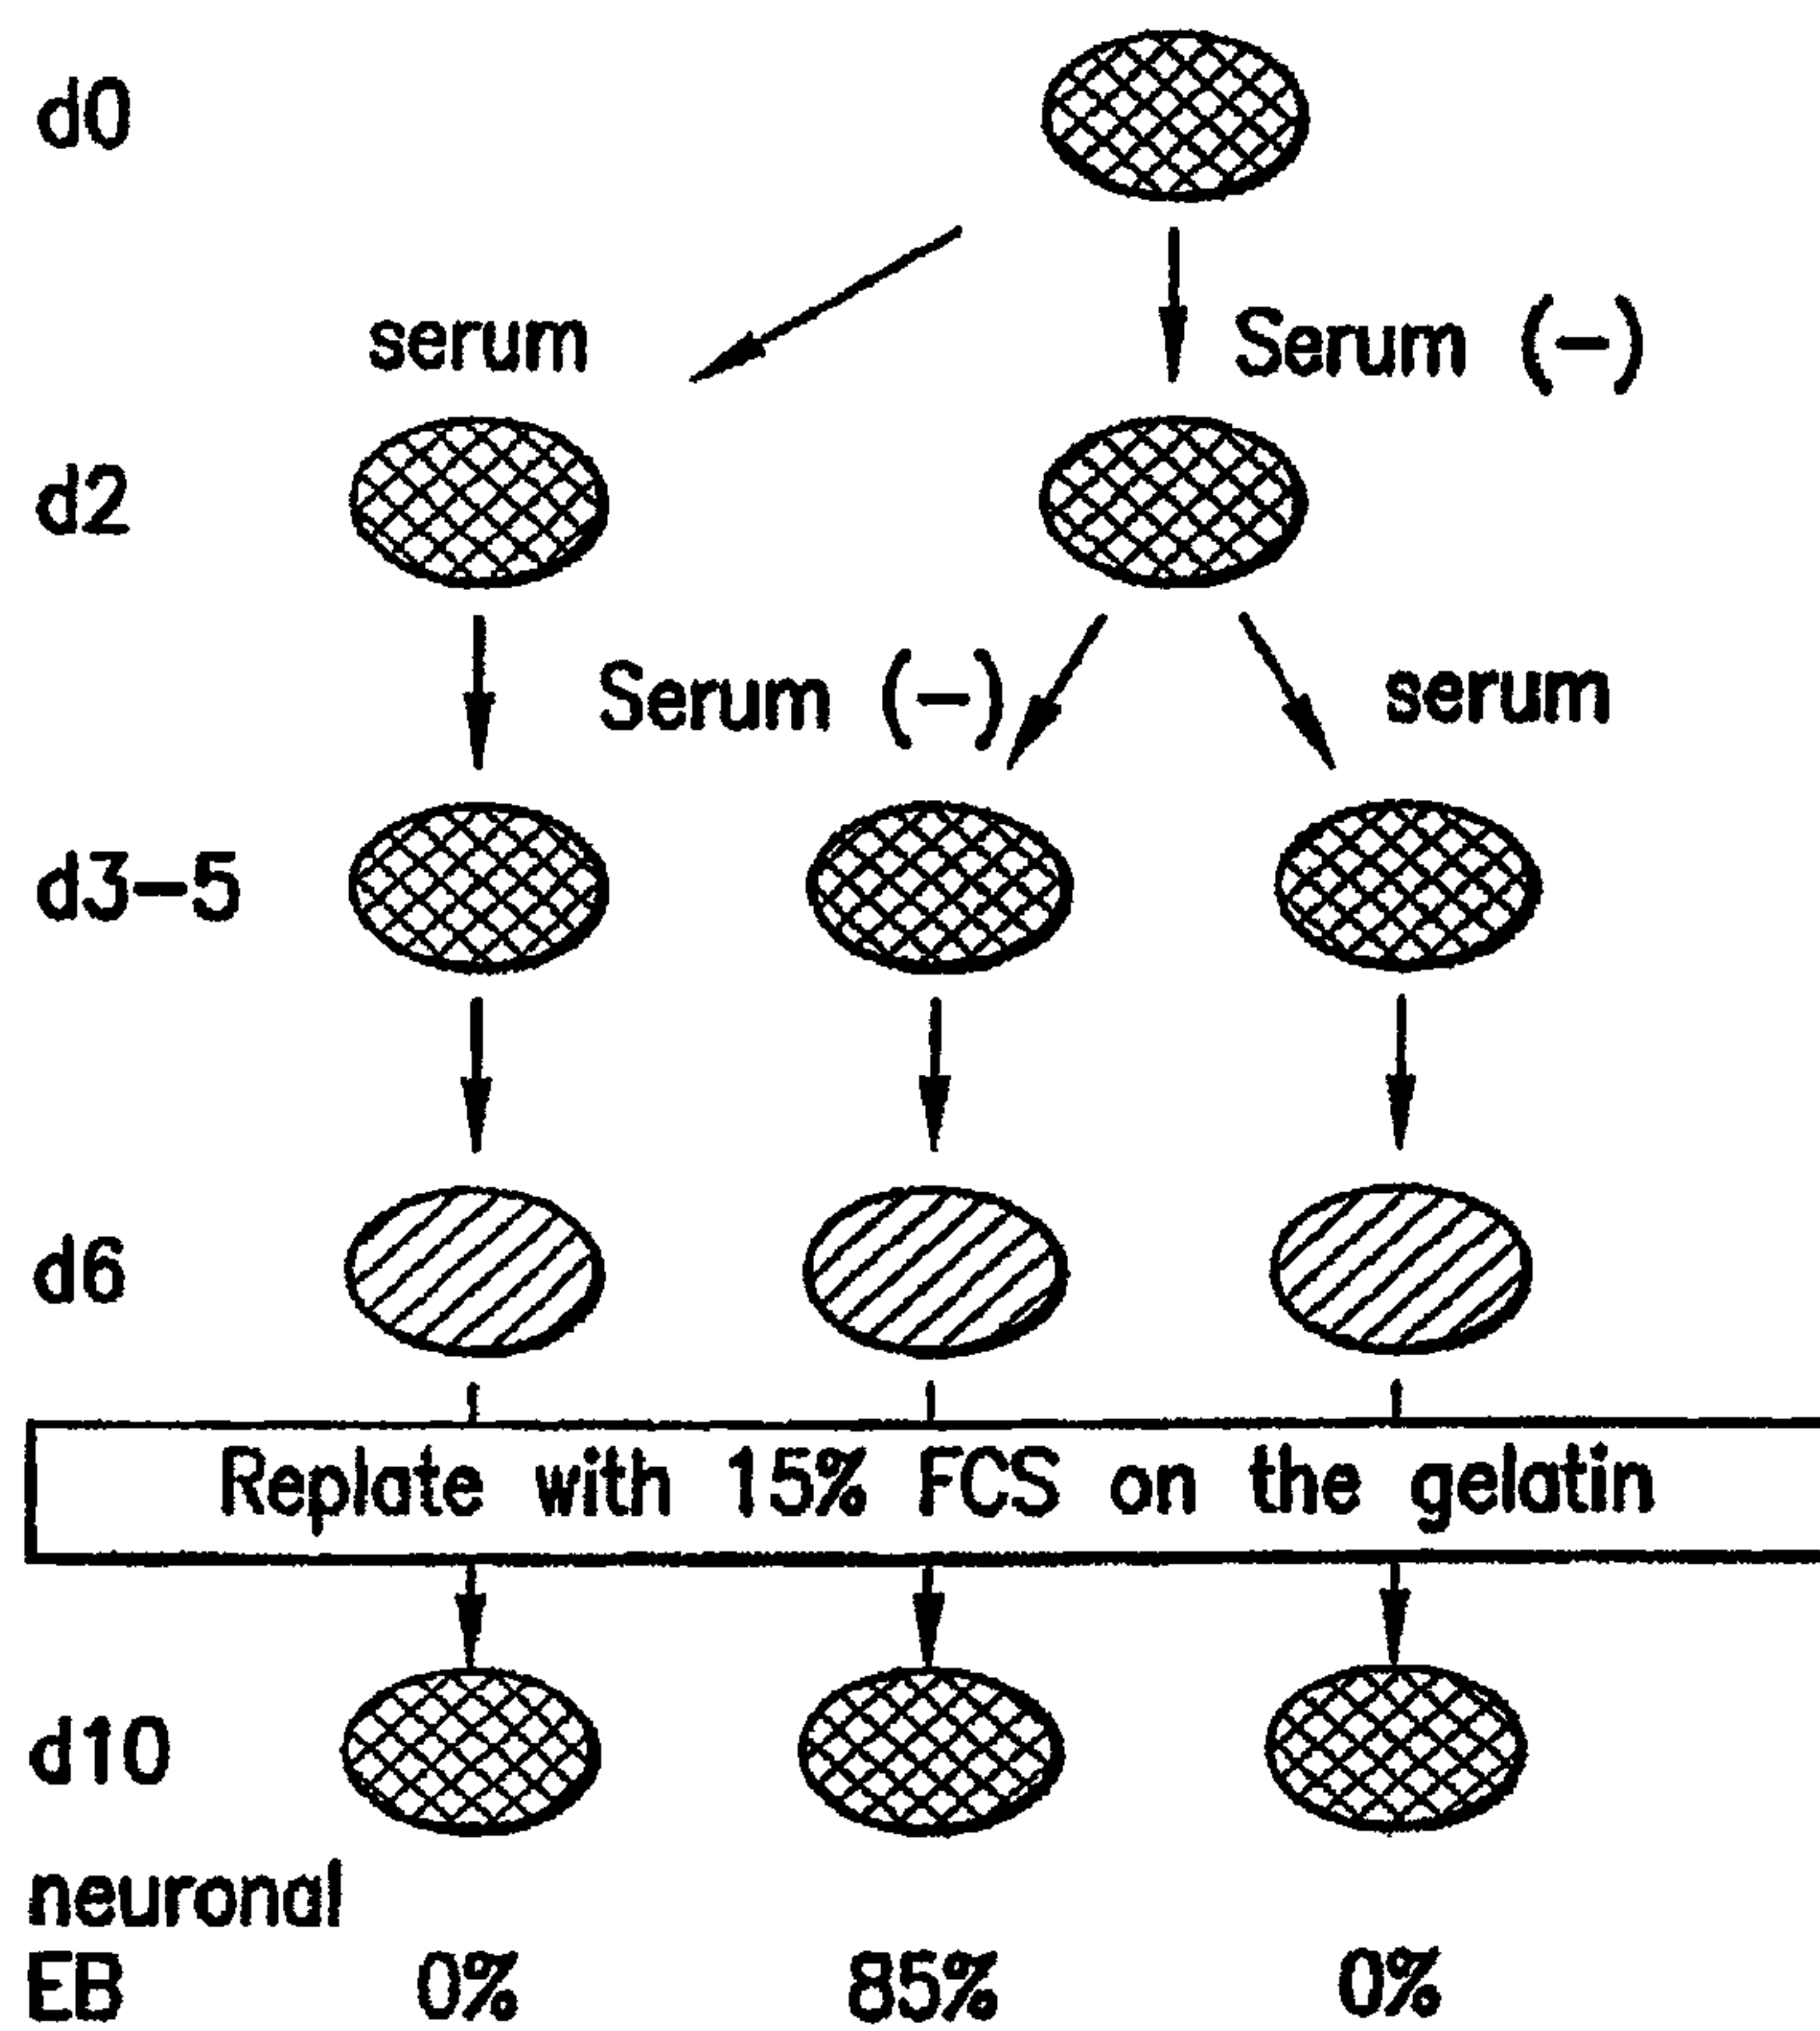 d0
serum
Serum (−)
d2
Serum (−)
serum
d3−5
d6
Replate with 15% FCS on the gelatin
d10
neuronal
EB 0% 85% 0%